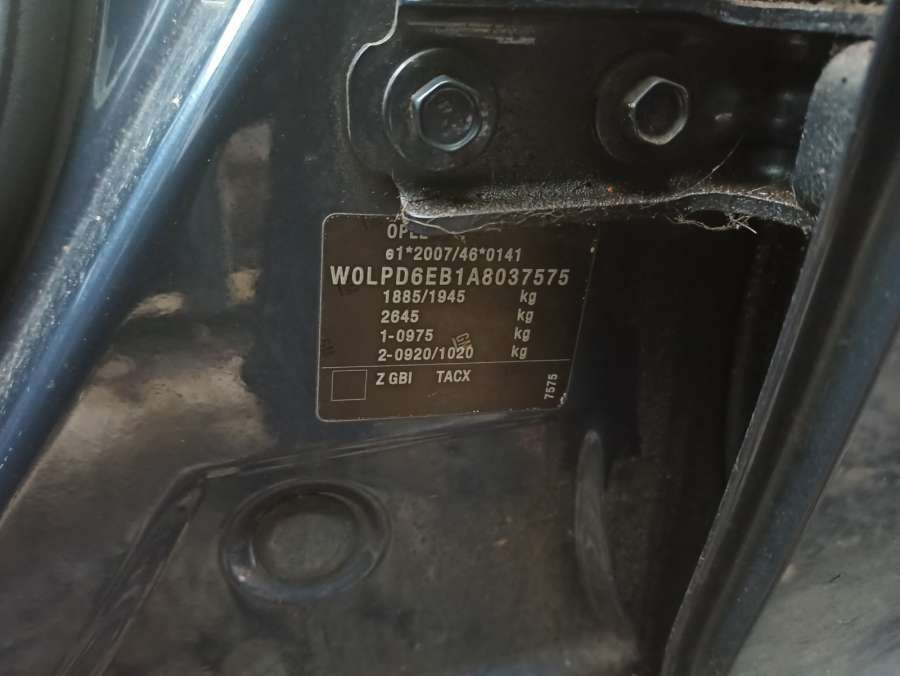 OPEL
e1*2007/46*0141
W0LPD6EB1A8037575
1885/1945 kg
2645 kg
1-0975 kg
2-0920/1020 kg
Z GBI TACX
7575